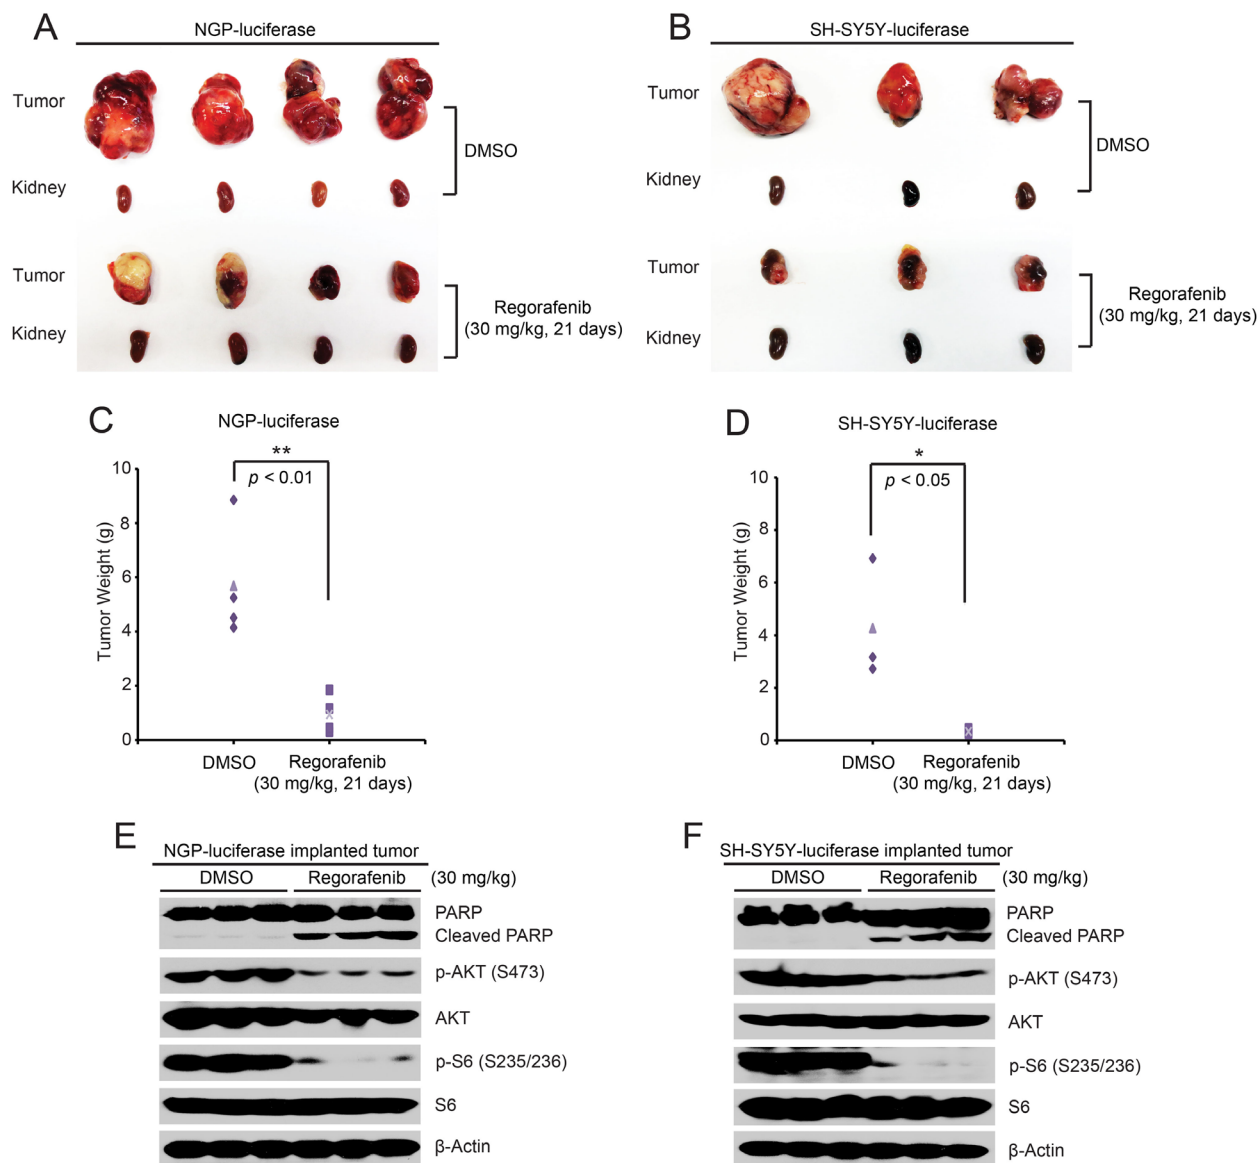 A
NGP-luciferase
Tumor
DMSO
Kidney
Tumor
Regorafenib
(30 mg/kg, 21 days)
Kidney
B
SH-SY5Y-luciferase
Tumor
DMSO
Kidney
Tumor
Regorafenib
(30 mg/kg, 21 days)
Kidney
C
NGP-luciferase
**
p < 0.01
Tumor Weight (g)
10
8
6
4
2
0
DMSO
Regorafenib
(30 mg/kg, 21 days)
D
SH-SY5Y-luciferase
*
p < 0.05
Tumor Weight (g)
10
8
6
4
2
0
DMSO
Regorafenib
(30 mg/kg, 21 days)
E
NGP-luciferase implanted tumor
DMSO Regorafenib (30 mg/kg)
PARP
Cleaved PARP
p-AKT (S473)
AKT
p-S6 (S235/236)
S6
β-Actin
F
SH-SY5Y-luciferase implanted tumor
DMSO Regorafenib (30 mg/kg)
PARP
Cleaved PARP
p-AKT (S473)
AKT
p-S6 (S235/236)
S6
β-Actin